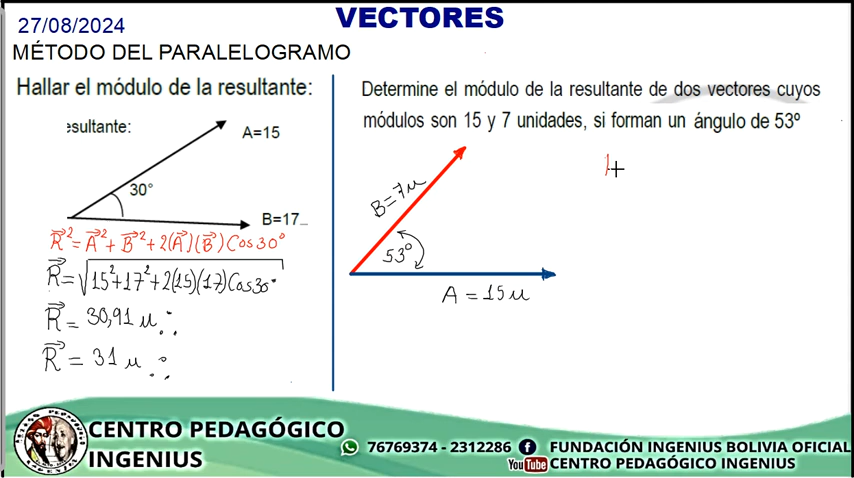 27/08/2024
VECTORES
MÉTODO DEL PARALELOGRAMO
Hallar el módulo de la resultante:
esultante:
A=15
30°
B=17
R² = A² + B² + 2(A)(B) Cos30°
R = √15²+17²+2(15)(17)Cos30°
R = 30,91 u ∴
R = 31 u ∴
Determine el módulo de la resultante de dos vectores cuyos
módulos son 15 y 7 unidades, si forman un ángulo de 53º
B=7u
53°
A = 15u
CENTRO PEDAGÓGICO
INGENIUS
76769374 - 2312286
FUNDACIÓN INGENIUS BOLIVIA OFICIAL
YouTube CENTRO PEDAGÓGICO INGENIUS